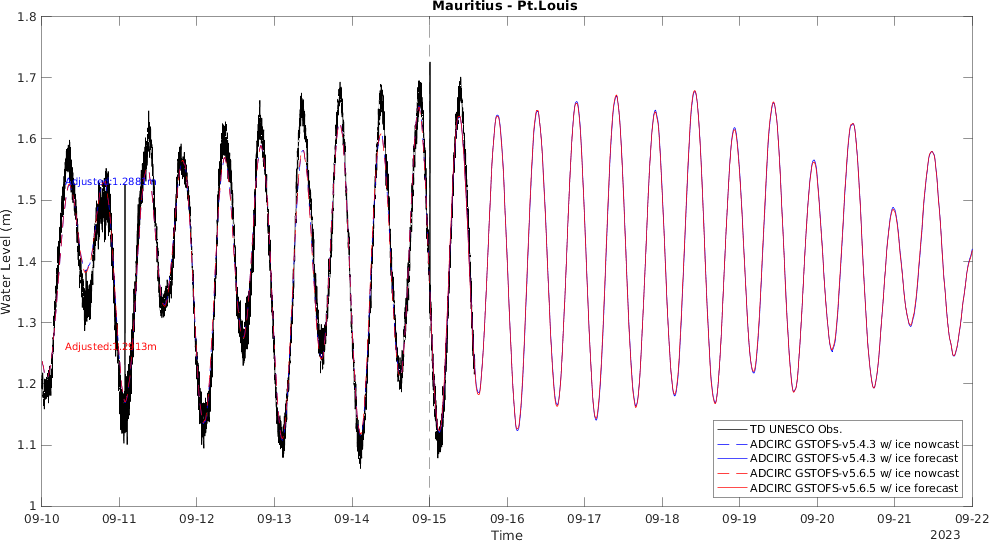 Mauritius - Pt.Louis
1.8
1.7
1.6
1.5
1.4
1.3
1.2
1.1
1
Water Level (m)
Adjusted:1.2882m
Adjusted:1.2913m
TD UNESCO Obs.
ADCIRC GSTOFS-v5.4.3 w/ ice nowcast
ADCIRC GSTOFS-v5.4.3 w/ ice forecast
ADCIRC GSTOFS-v5.6.5 w/ ice nowcast
ADCIRC GSTOFS-v5.6.5 w/ ice forecast
09-10 09-11 09-12 09-13 09-14 09-15 09-16 09-17 09-18 09-19 09-20 09-21 09-22
Time
2023